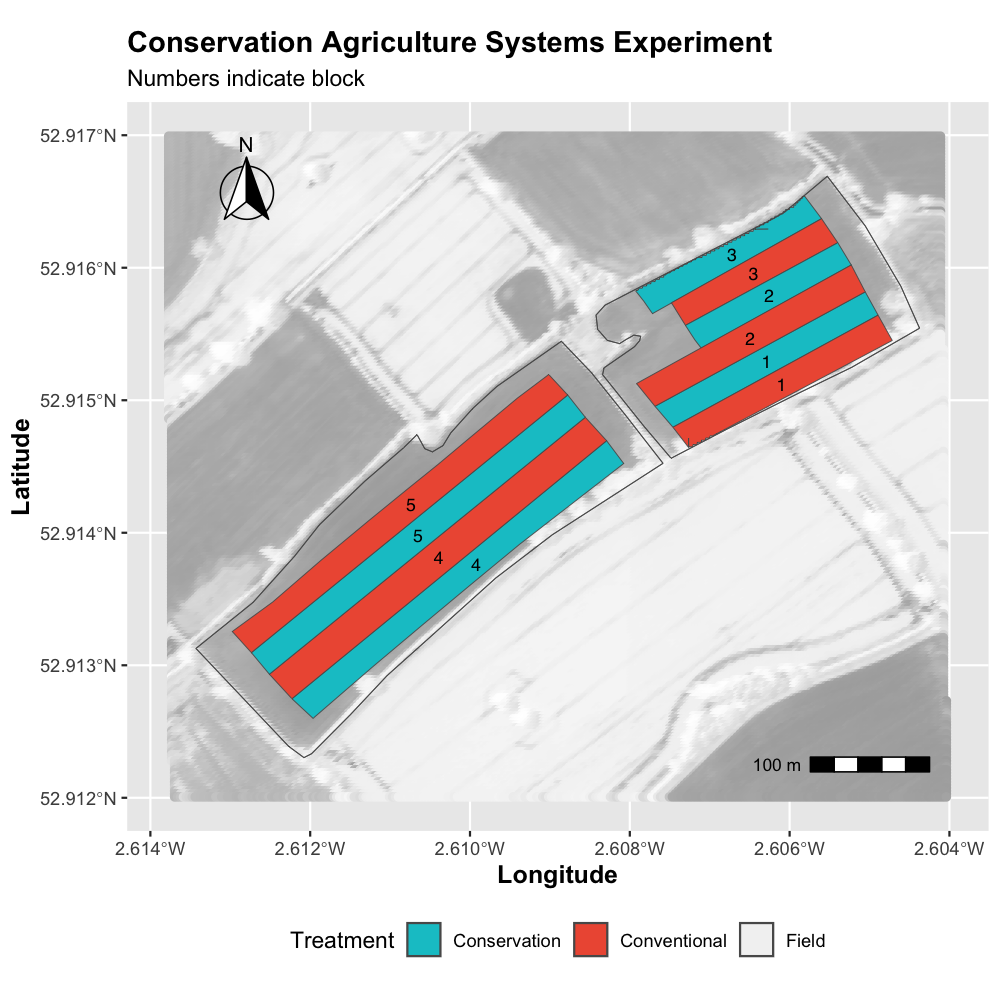 Conservation Agriculture Systems Experiment
Numbers indicate block
52.917°N
52.916°N
52.915°N
52.914°N
52.913°N
52.912°N
Latitude
N
3
3
2
2
1
1
5
5
4
4
100 m
2.614°W 2.612°W 2.610°W 2.608°W 2.606°W 2.604°W
Longitude
Treatment Conservation Conventional Field